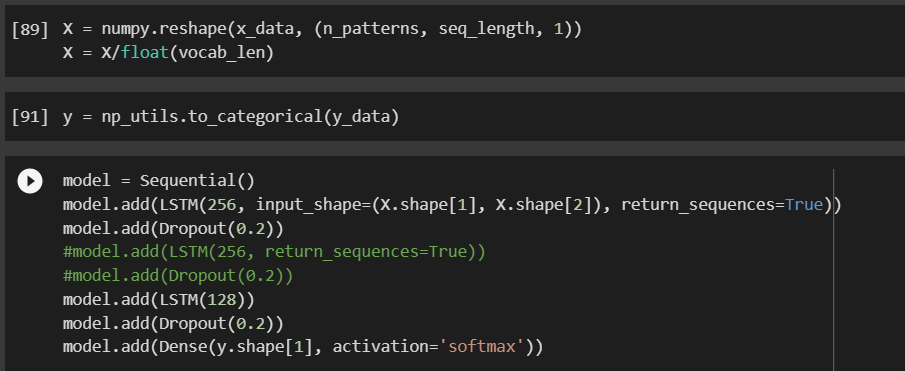 [89] X = numpy.reshape(x_data, (n_patterns, seq_length, 1))
X = X/float(vocab_len)
[91] y = np_utils.to_categorical(y_data)
model = Sequential()
model.add(LSTM(256, input_shape=(X.shape[1], X.shape[2]), return_sequences=True))
model.add(Dropout(0.2))
#model.add(LSTM(256, return_sequences=True))
#model.add(Dropout(0.2))
model.add(LSTM(128))
model.add(Dropout(0.2))
model.add(Dense(y.shape[1], activation='softmax'))